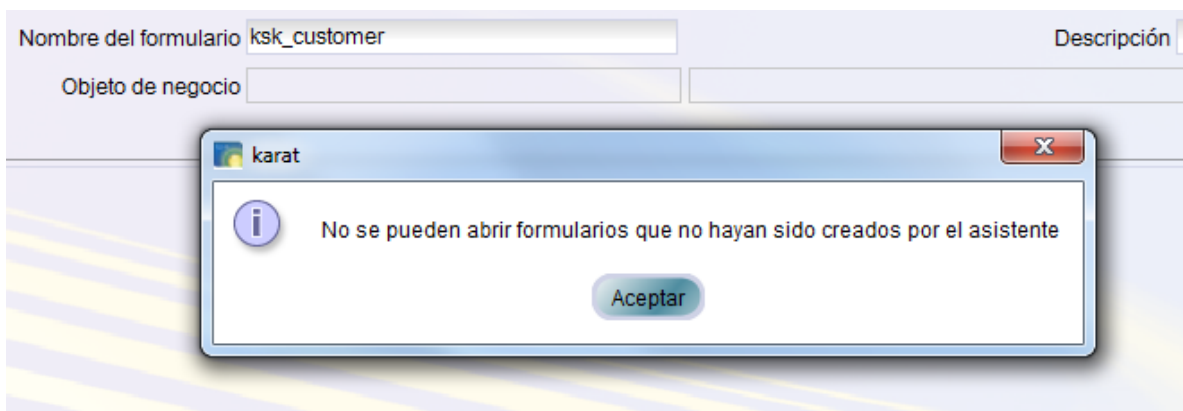 Nombre del formulario ksk_customer Descripción
Objeto de negocio
karat
x
No se pueden abrir formularios que no hayan sido creados por el asistente
Aceptar